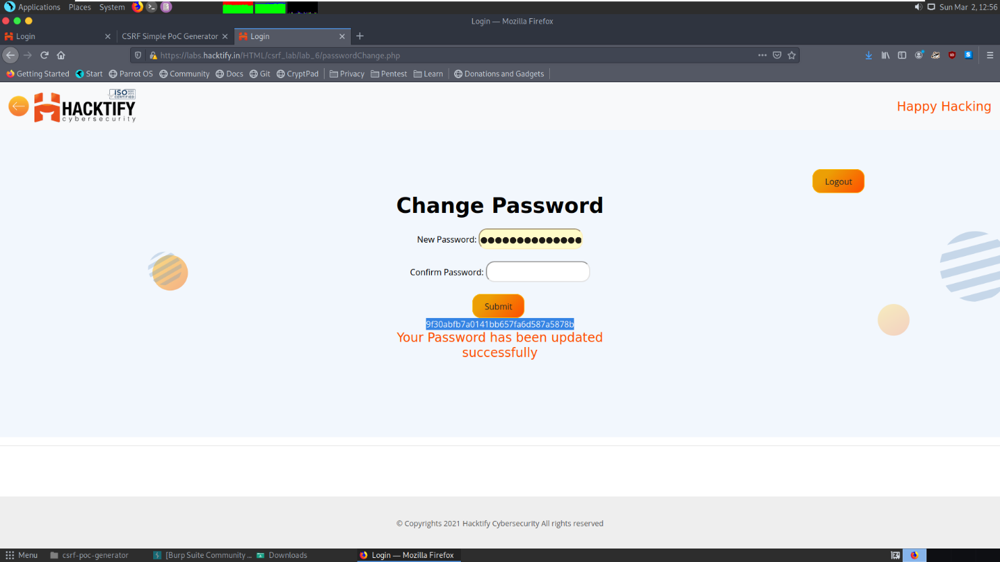 Applications Places System Sun Mar 2, 12:56
Login — Mozilla Firefox
Login CSRF Simple PoC Generator Login
https://labs.hacktify.in/HTML/csrf_lab/lab_6/passwordChange.php
Getting Started Start Parrot OS Community Docs Git CryptPad Privacy Pentest Learn Donations and Gadgets
ISO
CERTIFIED
HACKTIFY
cybersecurity
Happy Hacking
Logout
Change Password
New Password:
Confirm Password:
Submit
9f30abfb7a0141bb657fa6d587a5878b
Your Password has been updated
successfully
© Copyrights 2021 Hacktify Cybersecurity All rights reserved
Menu csrf-poc-generator [Burp Suite Community ... Downloads Login — Mozilla Firefox